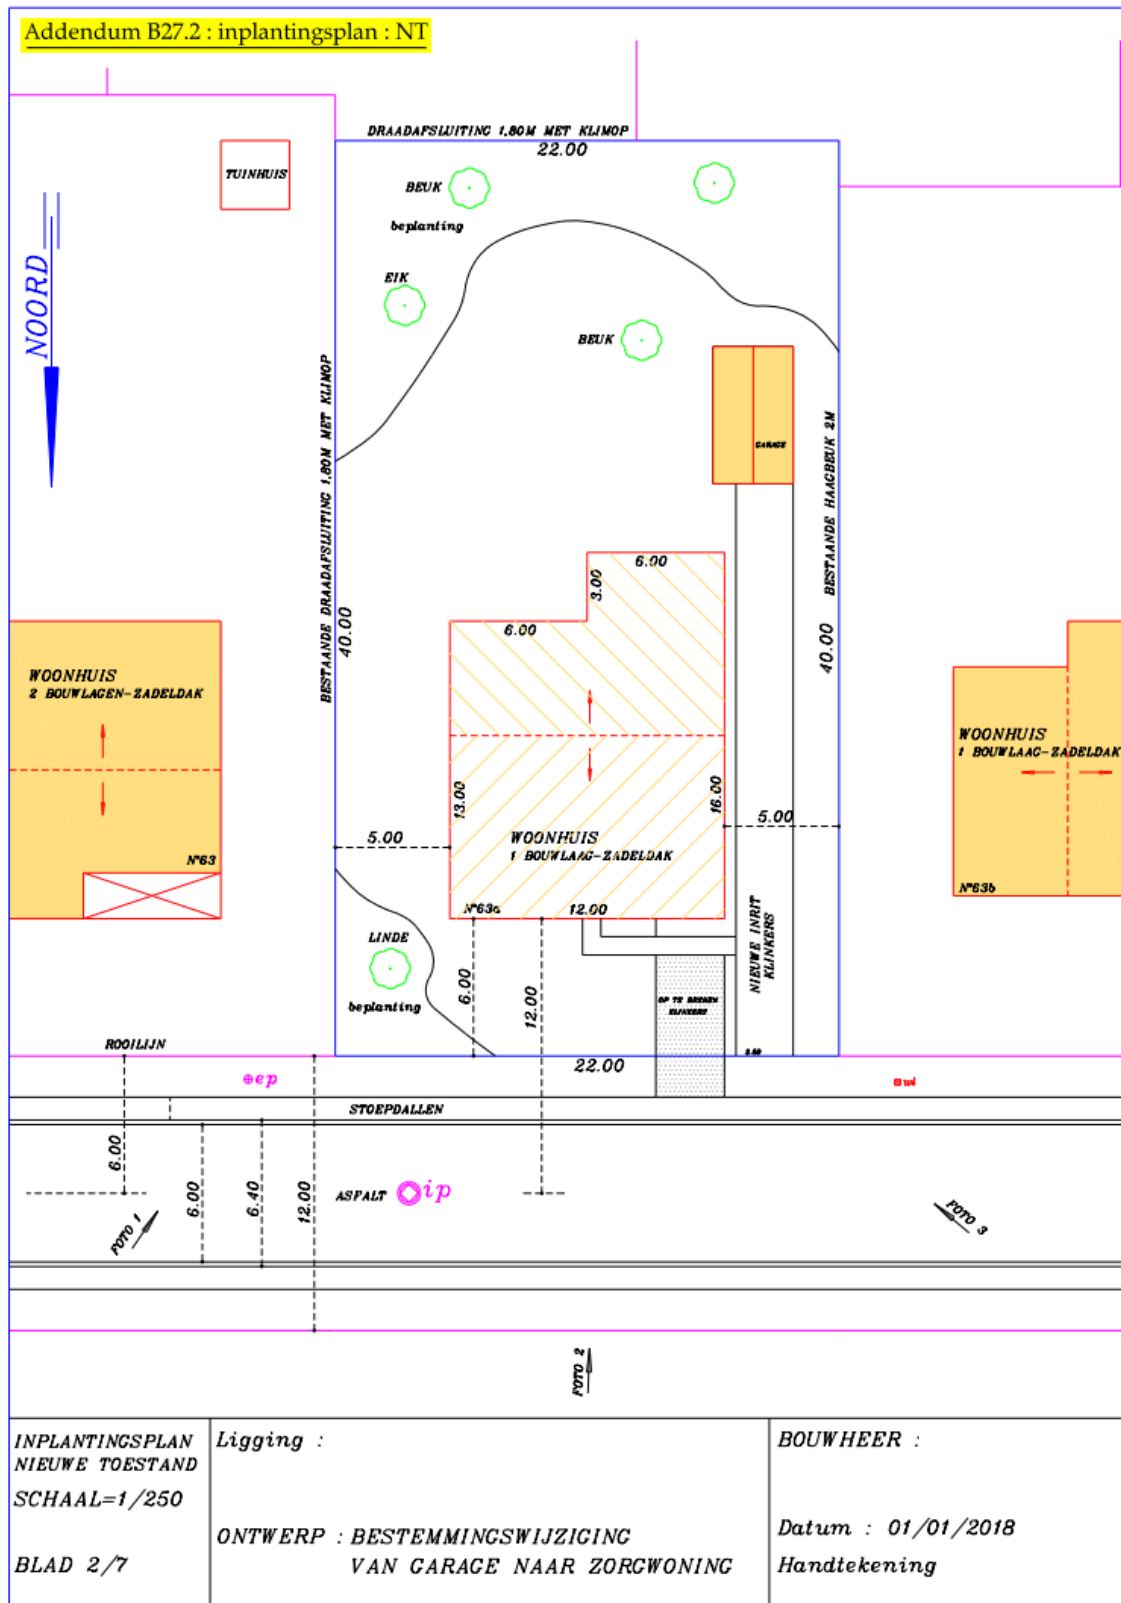 Addendum B27.2 : inplantingsplan : NT
DRAADAFSLUITING 1.80M MET KLIMOP
22.00
TUINHUIS
BEUK
beplanting
NOORD
EIK
BEUK
BESTAANDE DRAADAFSLUITING 1.80M MET KLIMOP
40.00
GARAGE
BESTAANDE HAAGBEUK 2M
40.00
6.00
3.00
6.00
WOONHUIS
2 BOUWLAGEN-ZADELDAK
WOONHUIS
1 BOUWLAAG-ZADELDAK
13.00
16.00
5.00
5.00
WOONHUIS
1 BOUWLAAG-ZADELDAK
N°63
N°63a
12.00
N°63b
LINDE
beplanting
6.00
12.00
NIEUWE INRIT
KLINKERS
OP TE BREKEN
KLINKERS
ROOILIJN
22.00
ep
STOEPDALLEN
6.00
6.00
6.40
12.00
ASFALT
ip
FOTO 1
FOTO 3
FOTO 2
INPLANTINGSPLAN
NIEUWE TOESTAND
SCHAAL=1/250
BLAD 2/7
Ligging :
ONTWERP : BESTEMMINGSWIJZIGING
VAN GARAGE NAAR ZORGWONING
BOUWHEER :
Datum : 01/01/2018
Handtekening